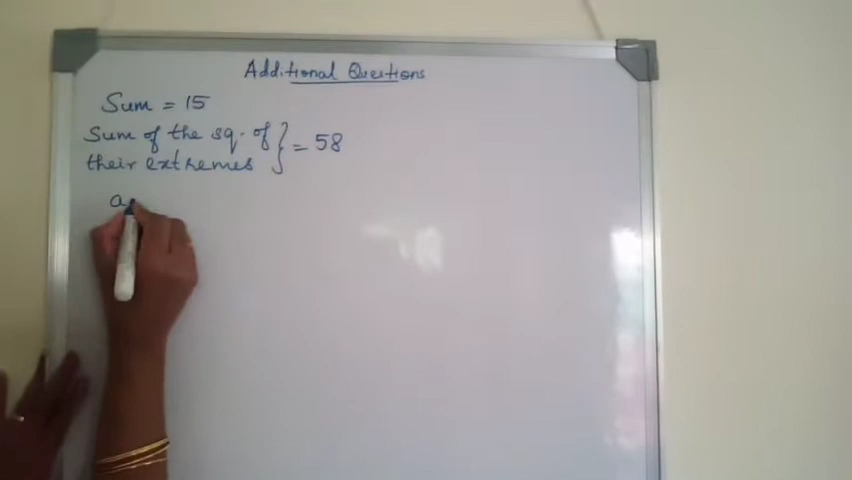 Additional Questions
Sum = 15
Sum of the sq. of
their extremes } = 58
a